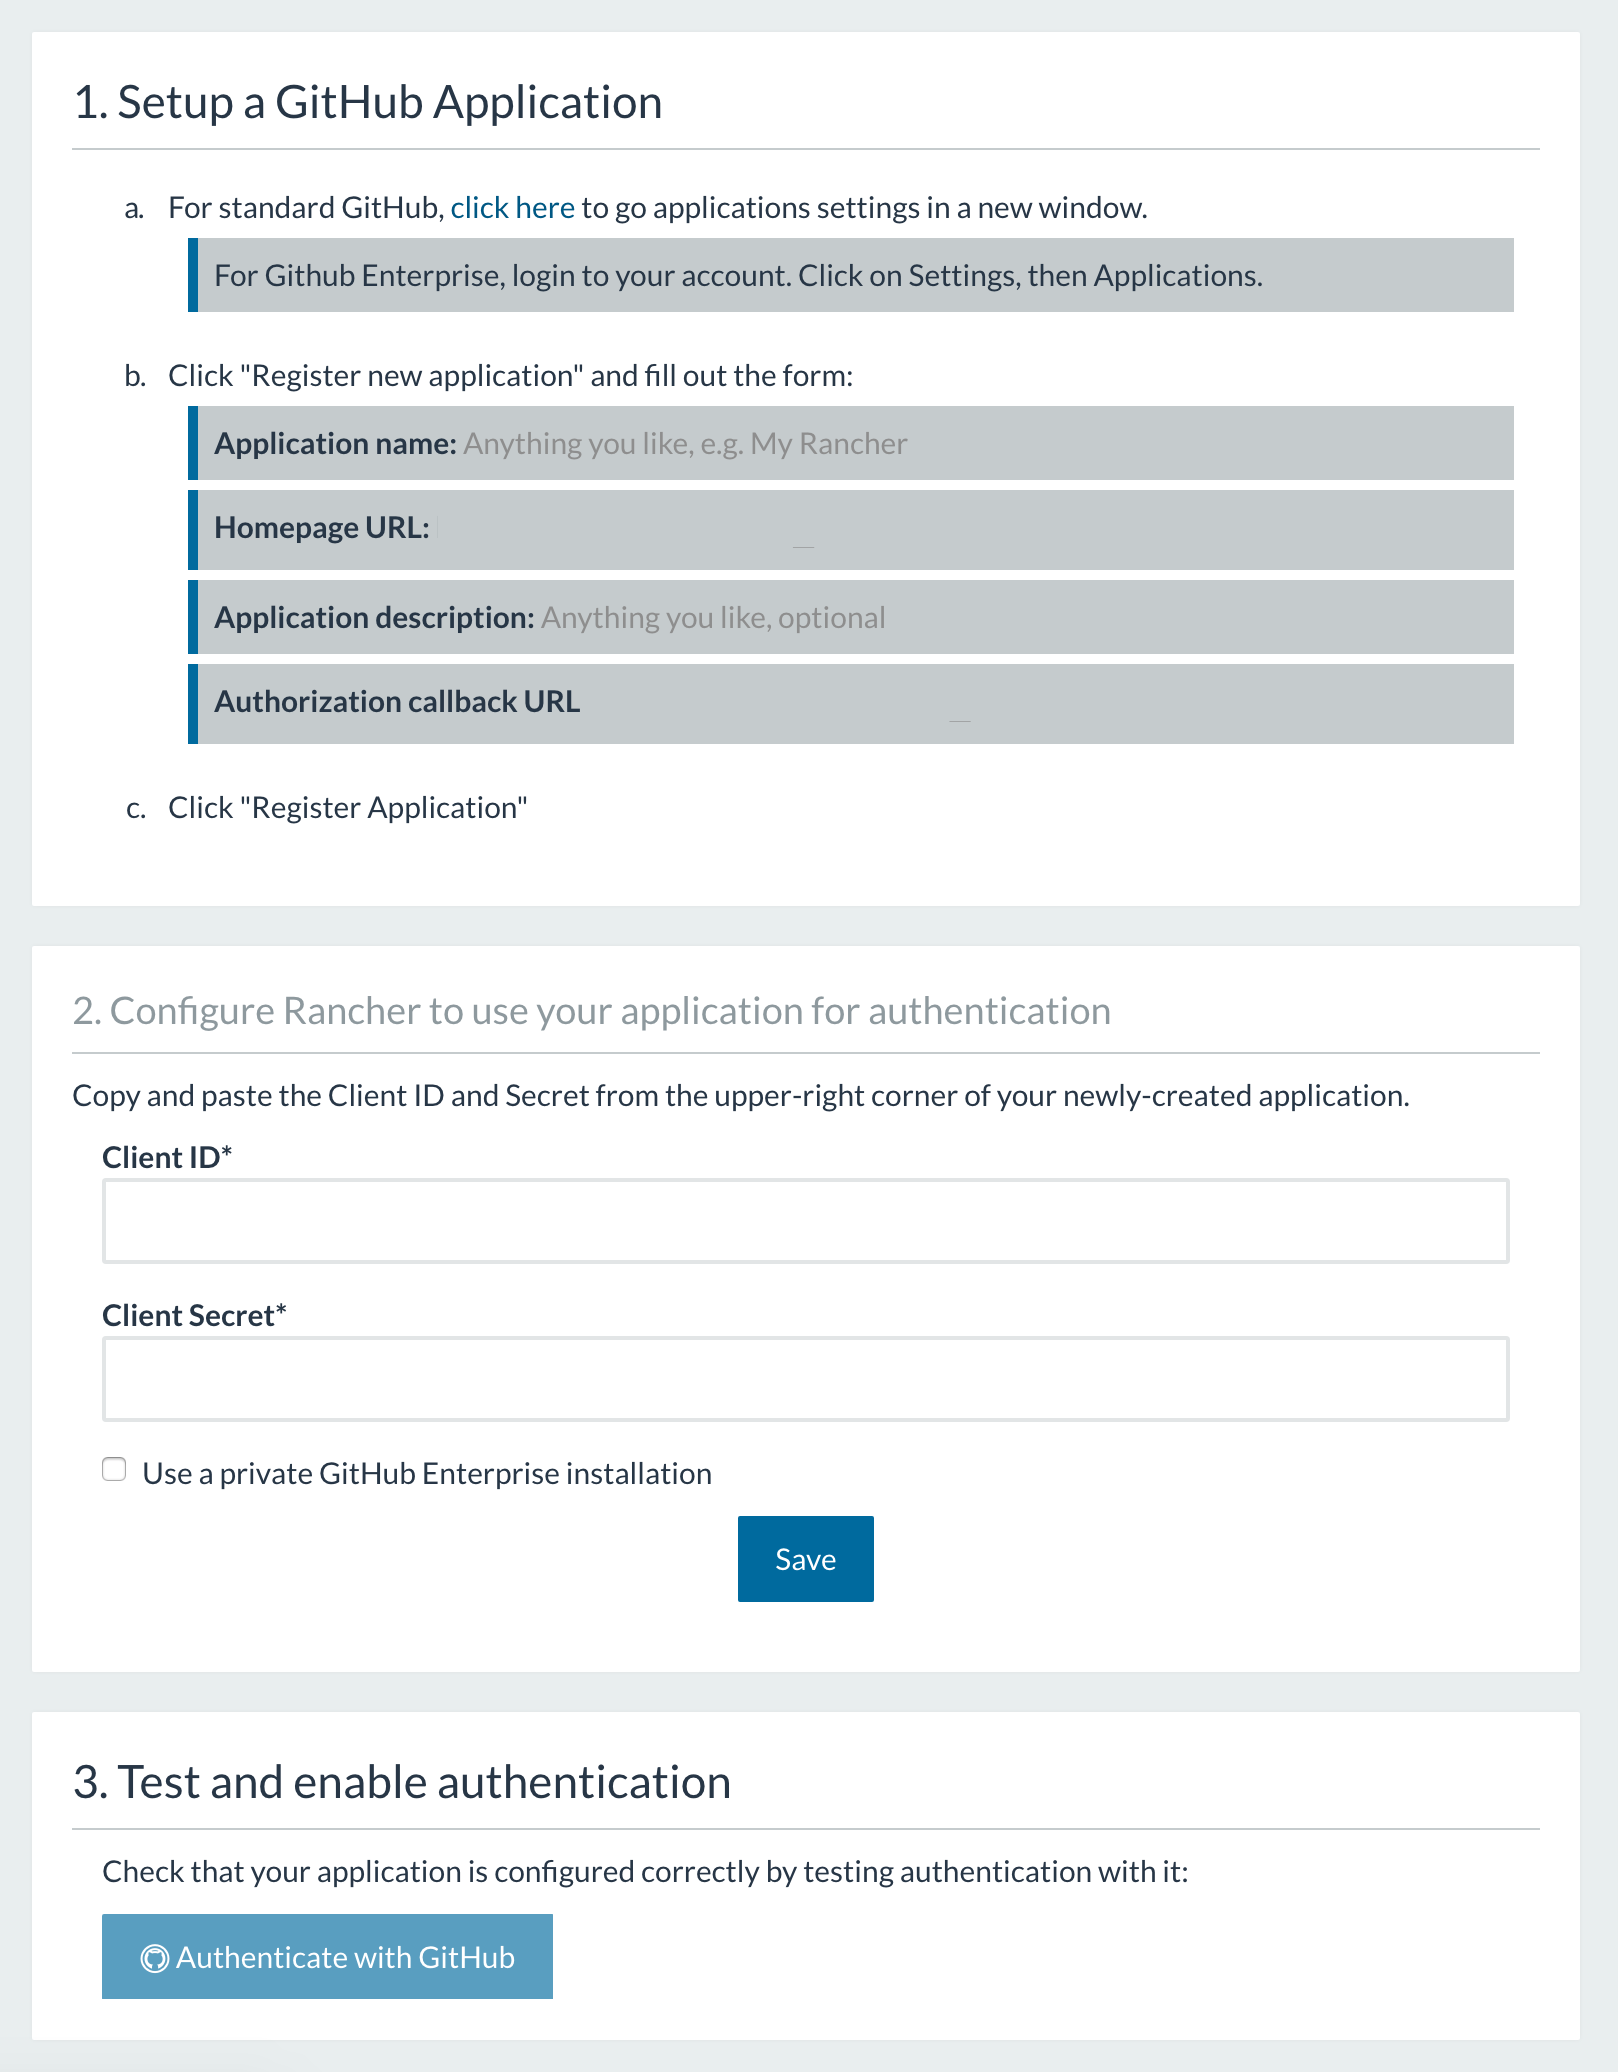 1. Setup a GitHub Application
a. For standard GitHub, click here to go applications settings in a new window.
For Github Enterprise, login to your account. Click on Settings, then Applications.
b. Click "Register new application" and fill out the form:
Application name: Anything you like, e.g. My Rancher
Homepage URL:
Application description: Anything you like, optional
Authorization callback URL
c. Click "Register Application"
2. Configure Rancher to use your application for authentication
Copy and paste the Client ID and Secret from the upper-right corner of your newly-created application.
Client ID*
Client Secret*
Use a private GitHub Enterprise installation
Save
3. Test and enable authentication
Check that your application is configured correctly by testing authentication with it:
Authenticate with GitHub